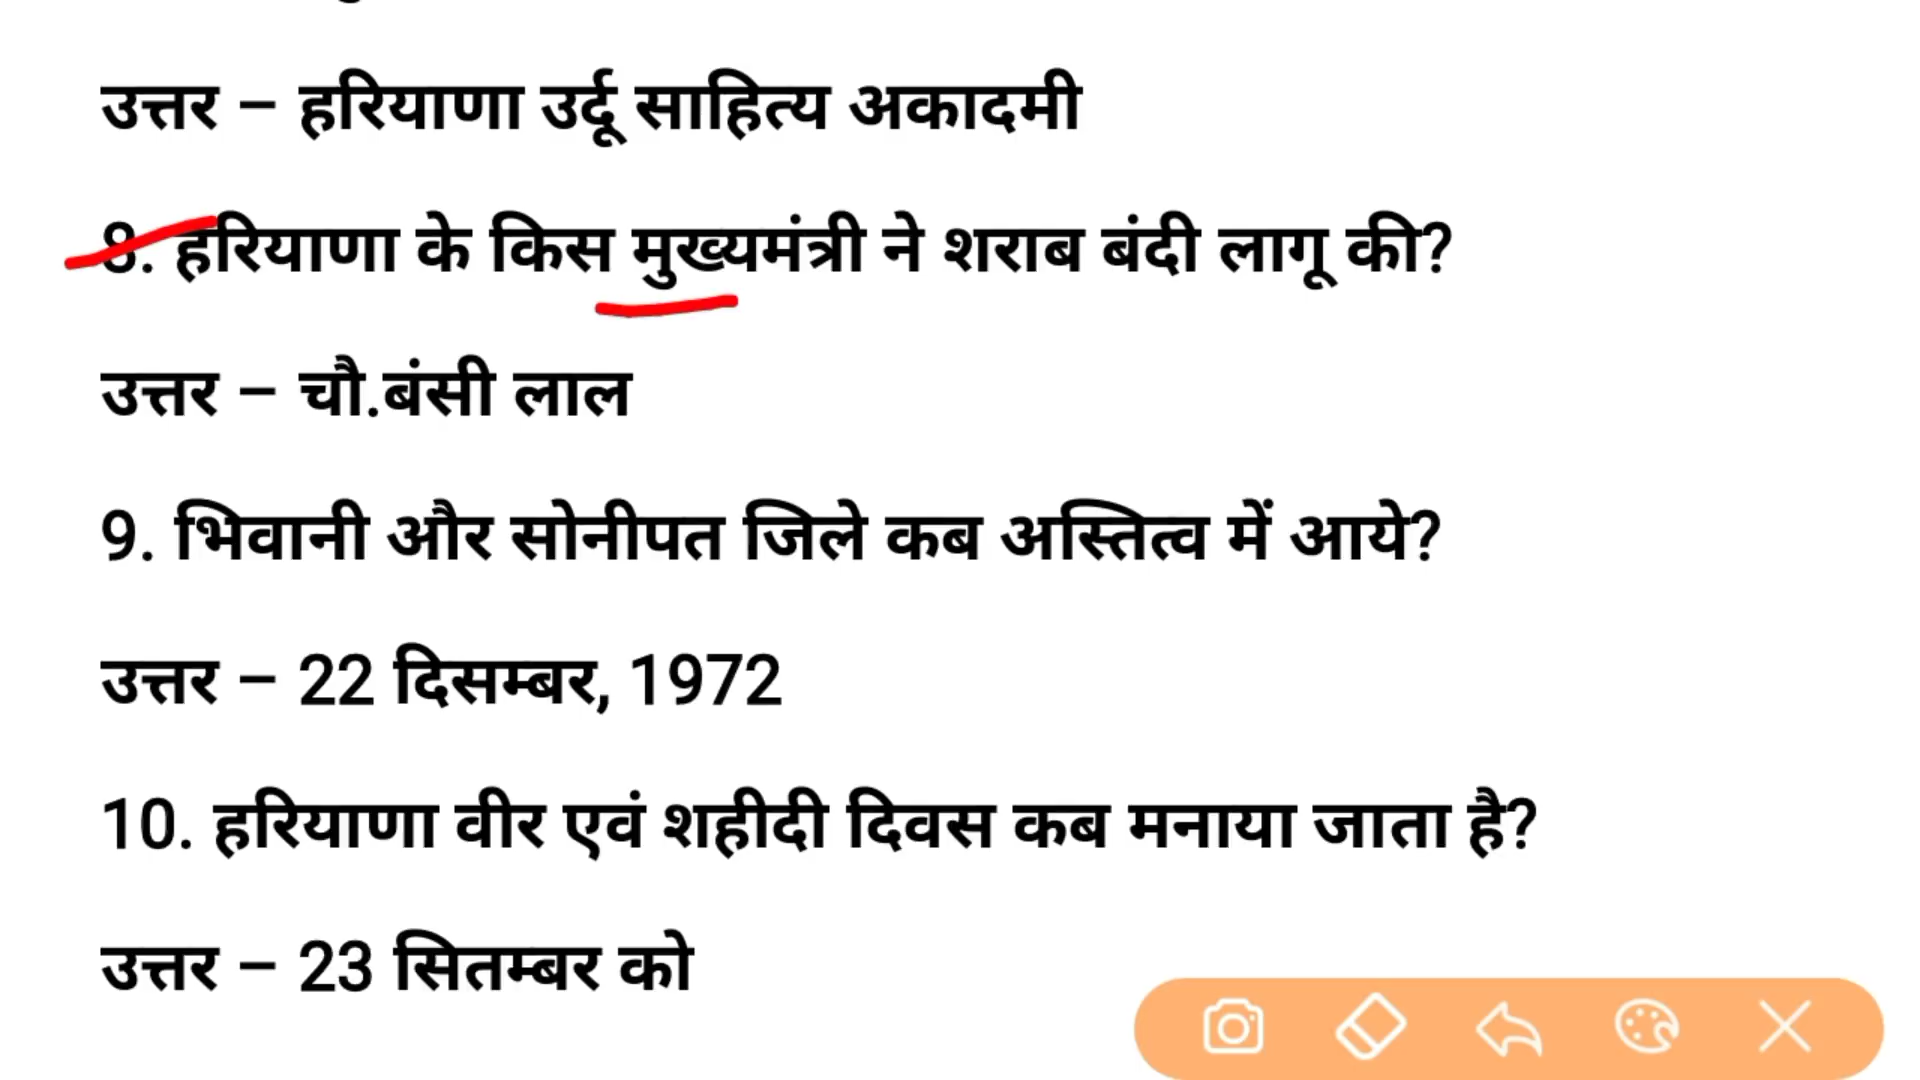 उत्तर – हरियाणा उर्दू साहित्य अकादमी
8. हरियाणा के किस मुख्यमंत्री ने शराब बंदी लागू की?
उत्तर – चौ.बंसी लाल
9. भिवानी और सोनीपत जिले कब अस्तित्व में आये?
उत्तर – 22 दिसम्बर, 1972
10. हरियाणा वीर एवं शहीदी दिवस कब मनाया जाता है?
उत्तर – 23 सितम्बर को